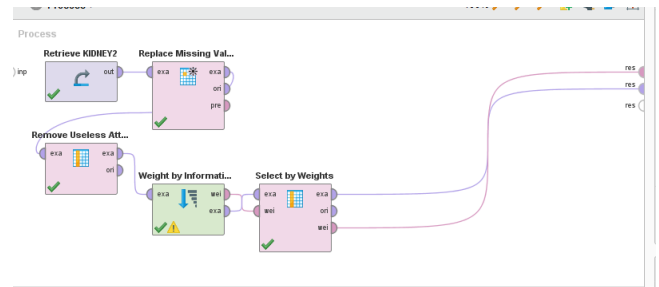 Process
Process
Retrieve KIDNEY2
Replace Missing Val...
inp
out
exa
exa
ori
pre
res
res
res
Remove Useless Att...
exa
exa
ori
Weight by Informati...
Select by Weights
exa
wei
exa
exa
wei
exa
ori
wei